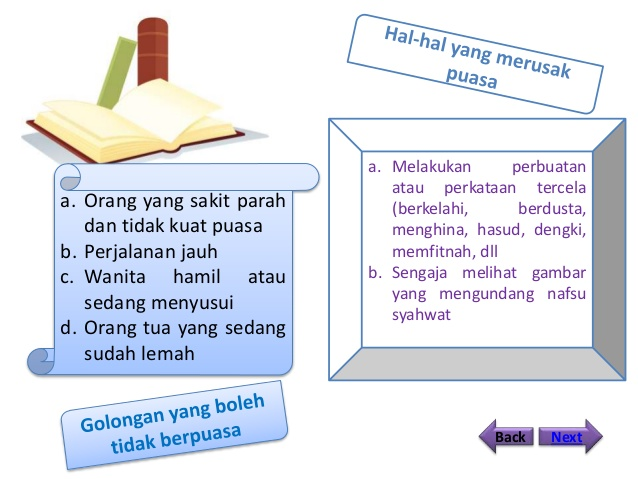 Hal-hal yang merusak
puasa
a. Melakukan perbuatan
atau perkataan tercela
(berkelahi, berdusta,
menghina, hasud, dengki,
memfitnah, dll
b. Sengaja melihat gambar
yang mengundang nafsu
syahwat
a. Orang yang sakit parah
dan tidak kuat puasa
b. Perjalanan jauh
c. Wanita hamil atau
sedang menyusui
d. Orang tua yang sedang
sudah lemah
Golongan yang boleh
tidak berpuasa
Back Next